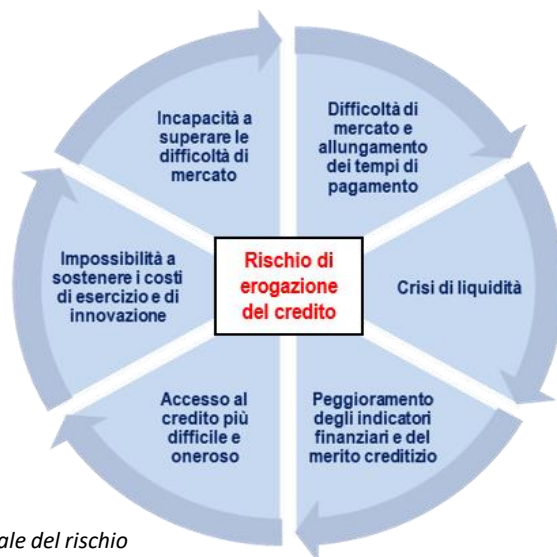 Difficoltà di
mercato e
allungamento
dei tempi di
pagamento
Crisi di liquidità
Peggioramento
degli indicatori
finanziari e del
merito creditizio
Accesso al
credito più
difficile e
oneroso
Impossibilità a
sostenere i costi
di esercizio e di
innovazione
Incapacità a
superare le
difficoltà di
mercato
Rischio di
erogazione
del credito
del rischio